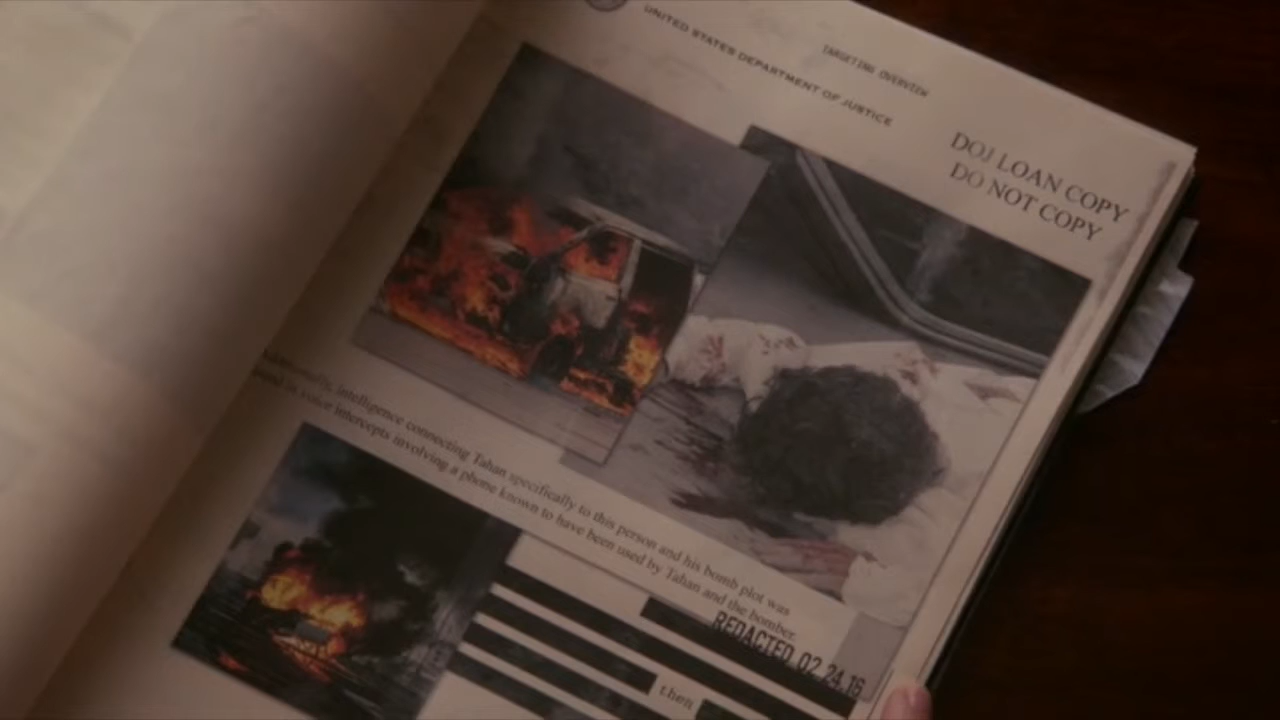 UNITED STATES DEPARTMENT OF JUSTICE
TARGETING OVERVIEW
DOJ LOAN COPY
DO NOT COPY
intelligence connecting Tahan specifically to this person and his bomb plot was
voice intercepts involving a phone known to have been used by Tahan and the bomber.
REDACTED 02.24.16
then